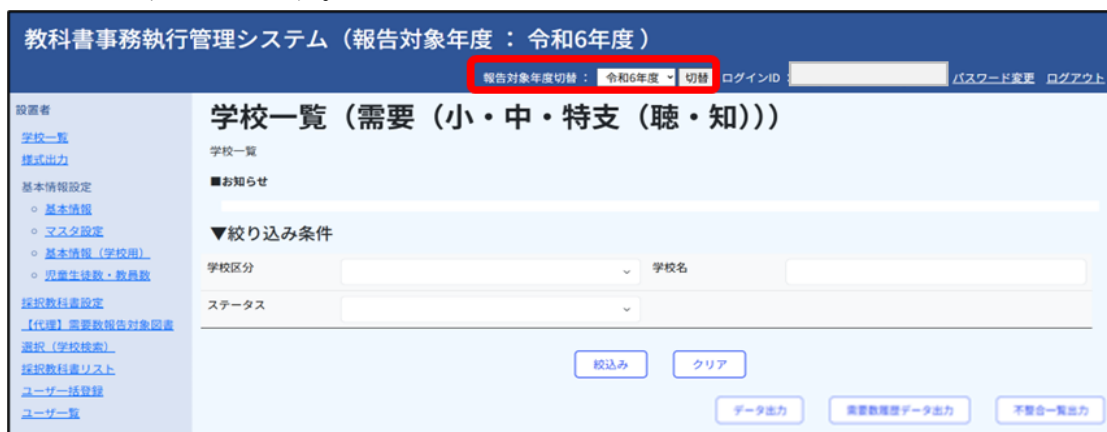 教科書事務執行管理システム（報告対象年度 ： 令和6年度 ）
報告対象年度切替 ： 令和6年度 切替 ログインID : パスワード変更 ログアウト
設置者
学校一覧
様式出力
基本情報設定
基本情報
マスタ設定
基本情報（学校用）
児童生徒数・教員数
採択教科書設定
【代理】需要数報告対象図書
選択（学校検索）
採択教科書リスト
ユーザー括登録
ユーザ一覧
学校一覧（需要（小・中・特支（聴・知）））
学校一覧
■お知らせ
▼絞り込み条件
学校区分 学校名
ステータス
絞込み クリア
データ出力 需要数履歴データ出力 不整合一覧出力